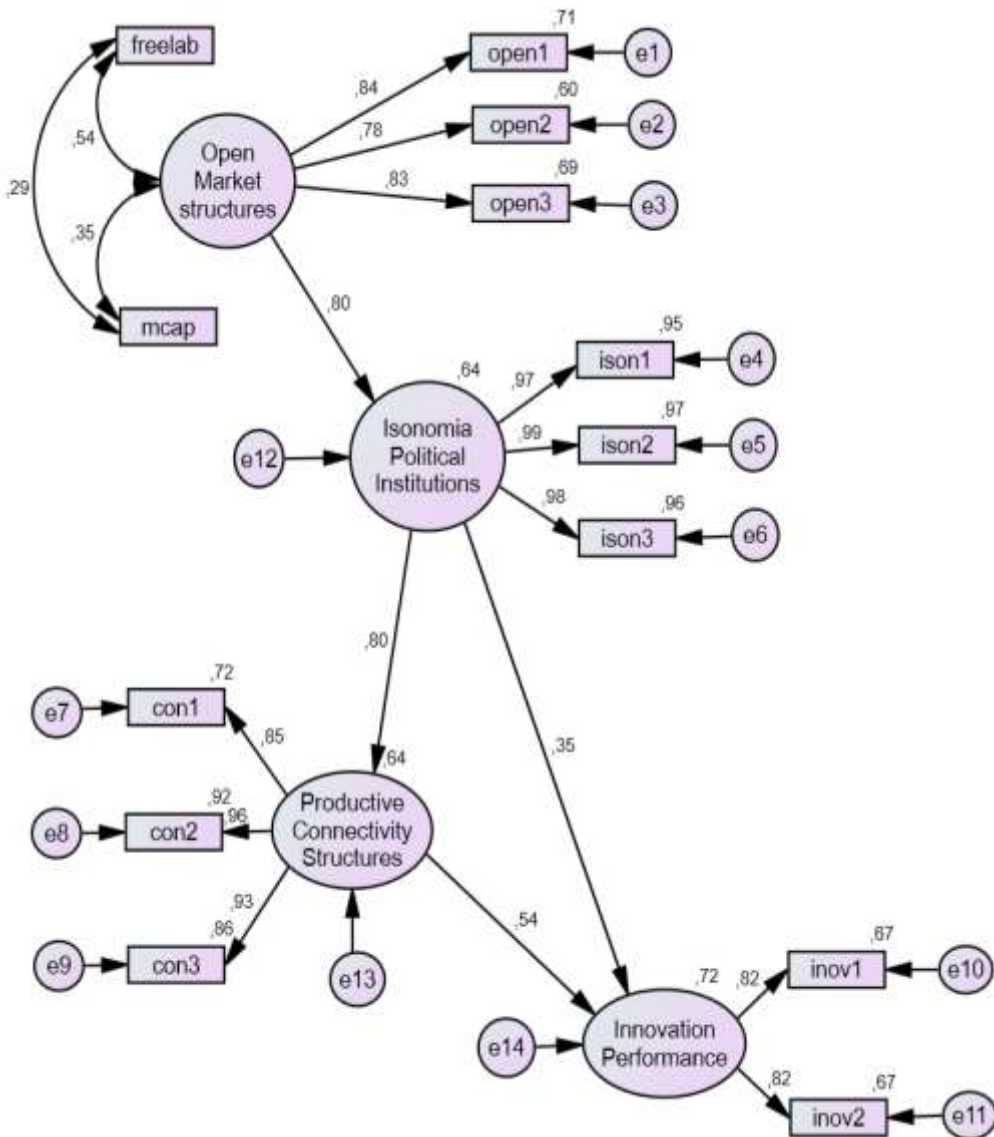 ,71
freelab
open1
e1
,84
,60
,78
open2
e2
,54
Open
Market
structures
,69
,83
open3
e3
,29
,35
,80
mcap
,95
ison1
e4
,64
,97
,97
Isonomia
Political
Institutions
,99
ison2
e5
e12
,98
,96
ison3
e6
,80
,72
e7
con1
,35
,85
,64
,92
Productive
Connectivity
Structures
e8
con2
,96
,93
,54
,86
e9
con3
e13
,67
inov1
e10
,72
,82
e14
Innovation
Performance
,82
,67
inov2
e11